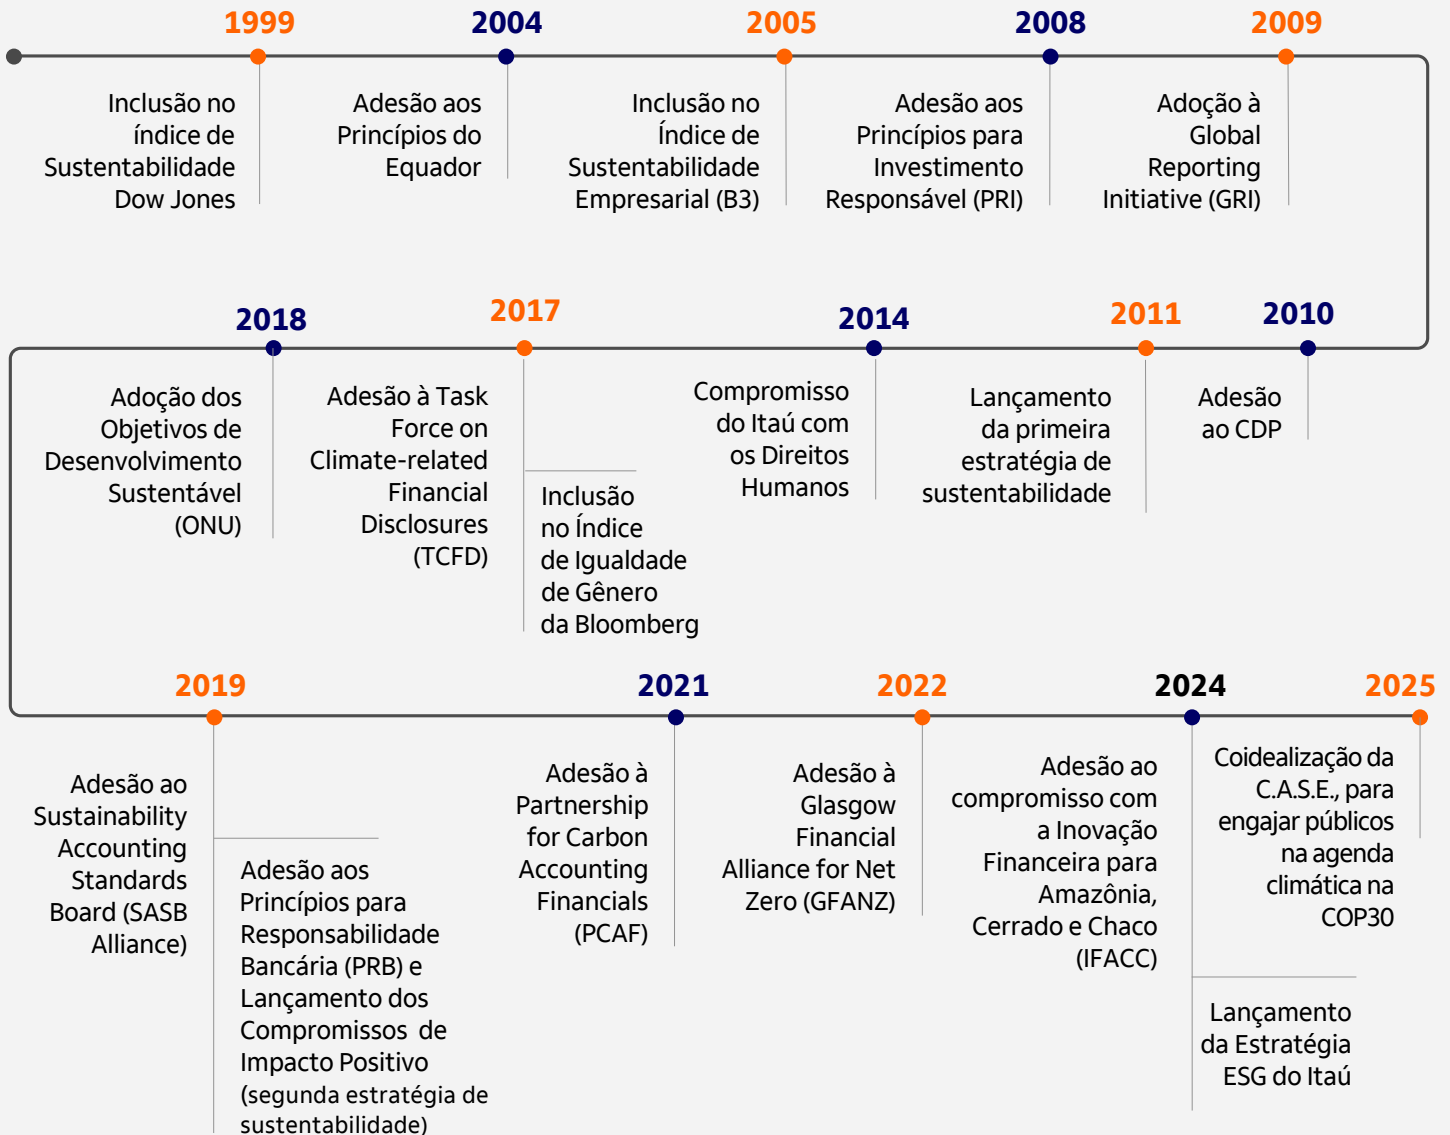 1999
Inclusão no
índice de
Sustentabilidade
Dow Jones
2004
Adesão aos
Princípios do
Equador
2005
Inclusão no
Índice de
Sustentabilidade
Empresarial (B3)
2008
Adesão aos
Princípios para
Investimento
Responsável (PRI)
2009
Adoção à
Global
Reporting
Initiative (GRI)
2010
Adesão
ao CDP
2011
Lançamento
da primeira
estratégia de
sustentabilidade
2014
Compromisso
do Itaú com
os Direitos
Humanos
2017
Adesão à Task
Force on
Climate-related
Financial
Disclosures
(TCFD)
Inclusão
no Índice
de Igualdade
de Gênero
da Bloomberg
2018
Adoção dos
Objetivos de
Desenvolvimento
Sustentável
(ONU)
2019
Adesão ao
Sustainability
Accounting
Standards
Board (SASB
Alliance)
Adesão aos
Princípios para
Responsabilidade
Bancária (PRB) e
Lançamento dos
Compromissos de
Impacto Positivo
(segunda estratégia de
sustentabilidade)
2021
Adesão à
Partnership
for Carbon
Accounting
Financials
(PCAF)
2022
Adesão à
Glasgow
Financial
Alliance for Net
Zero (GFANZ)
2024
Adesão ao
compromisso com
a Inovação
Financeira para
Amazônia,
Cerrado e Chaco
(IFACC)
Lançamento
da Estratégia
ESG do Itaú
2025
Coidealização da
C.A.S.E., para
engajar públicos
na agenda
climática na
COP30